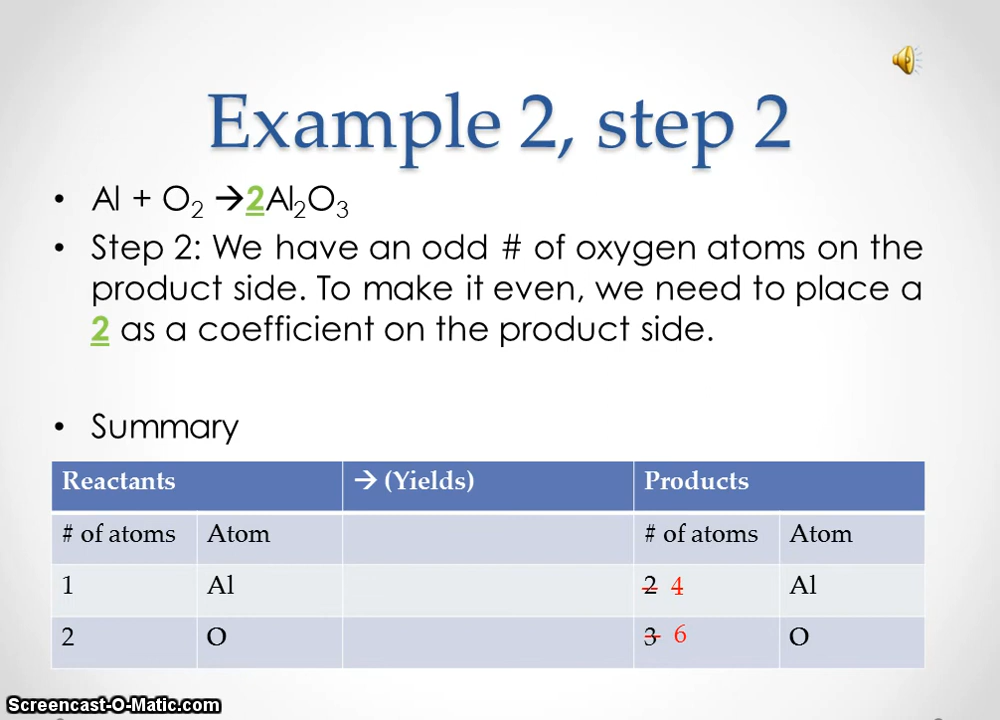 Example 2, step 2
• Al + O₂ →2Al₂O₃
• Step 2: We have an odd # of oxygen atoms on the
product side. To make it even, we need to place a
2 as a coefficient on the product side.
• Summary
Reactants → (Yields) Products
# of atoms Atom # of atoms Atom
1 Al 2 4 Al
2 O 3 6 O
Screencast-O-Matic.com